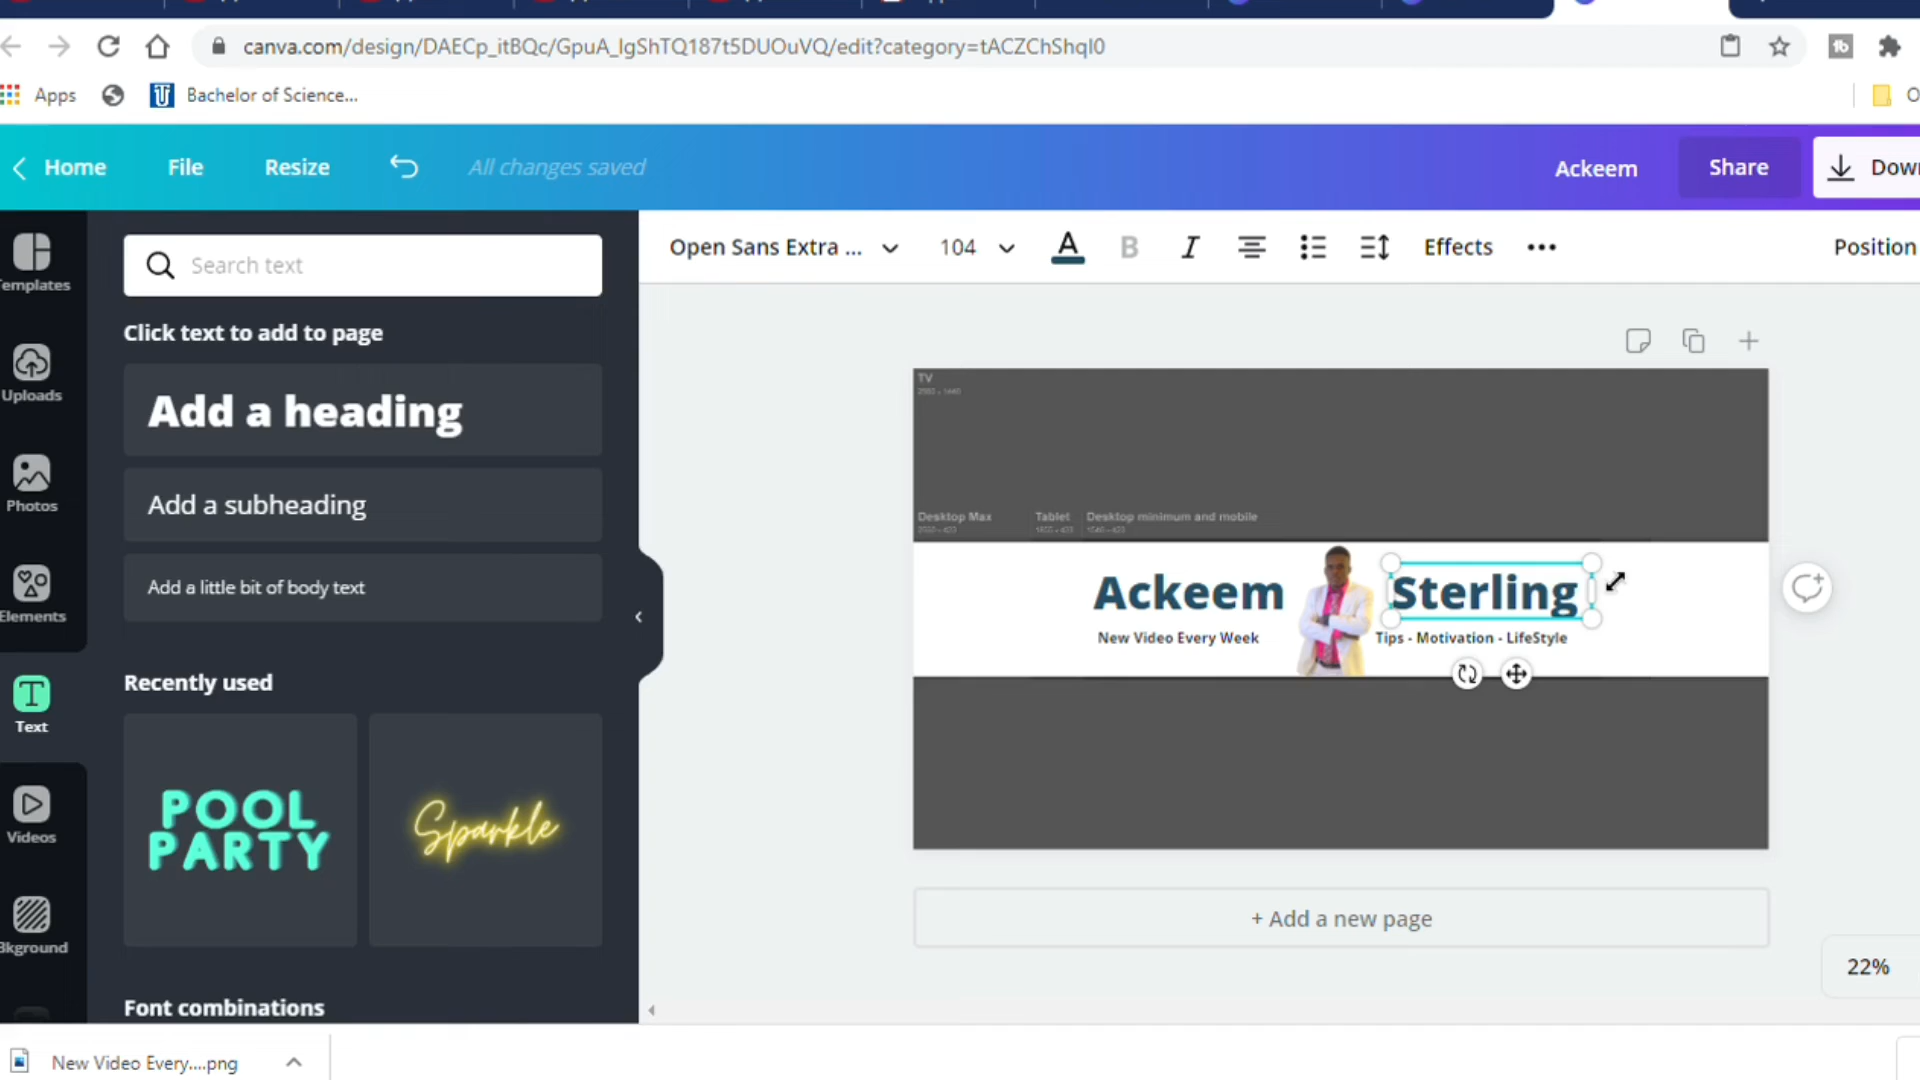 canva.com/design/DAECp_itBQc/GpuA_lgShTQ187t5DUOuVQ/edit?category=tACZChShqI0
Apps
Bachelor of Science...
Home
File
Resize
All changes saved
Ackeem
Share
Down
Search text
Open Sans Extra ...
104
A
B
I
Effects
Position
Templates
Click text to add to page
Add a heading
Uploads
Add a subheading
Photos
Add a little bit of body text
Elements
Recently used
Text
POOL
PARTY
Sparkle
Videos
Bkground
Font combinations
TV
Desktop Max
Tablet
Desktop minimum and mobile
Ackeem
Sterling
New Video Every Week
Tips - Motivation - LifeStyle
+ Add a new page
22%
New Video Every....png